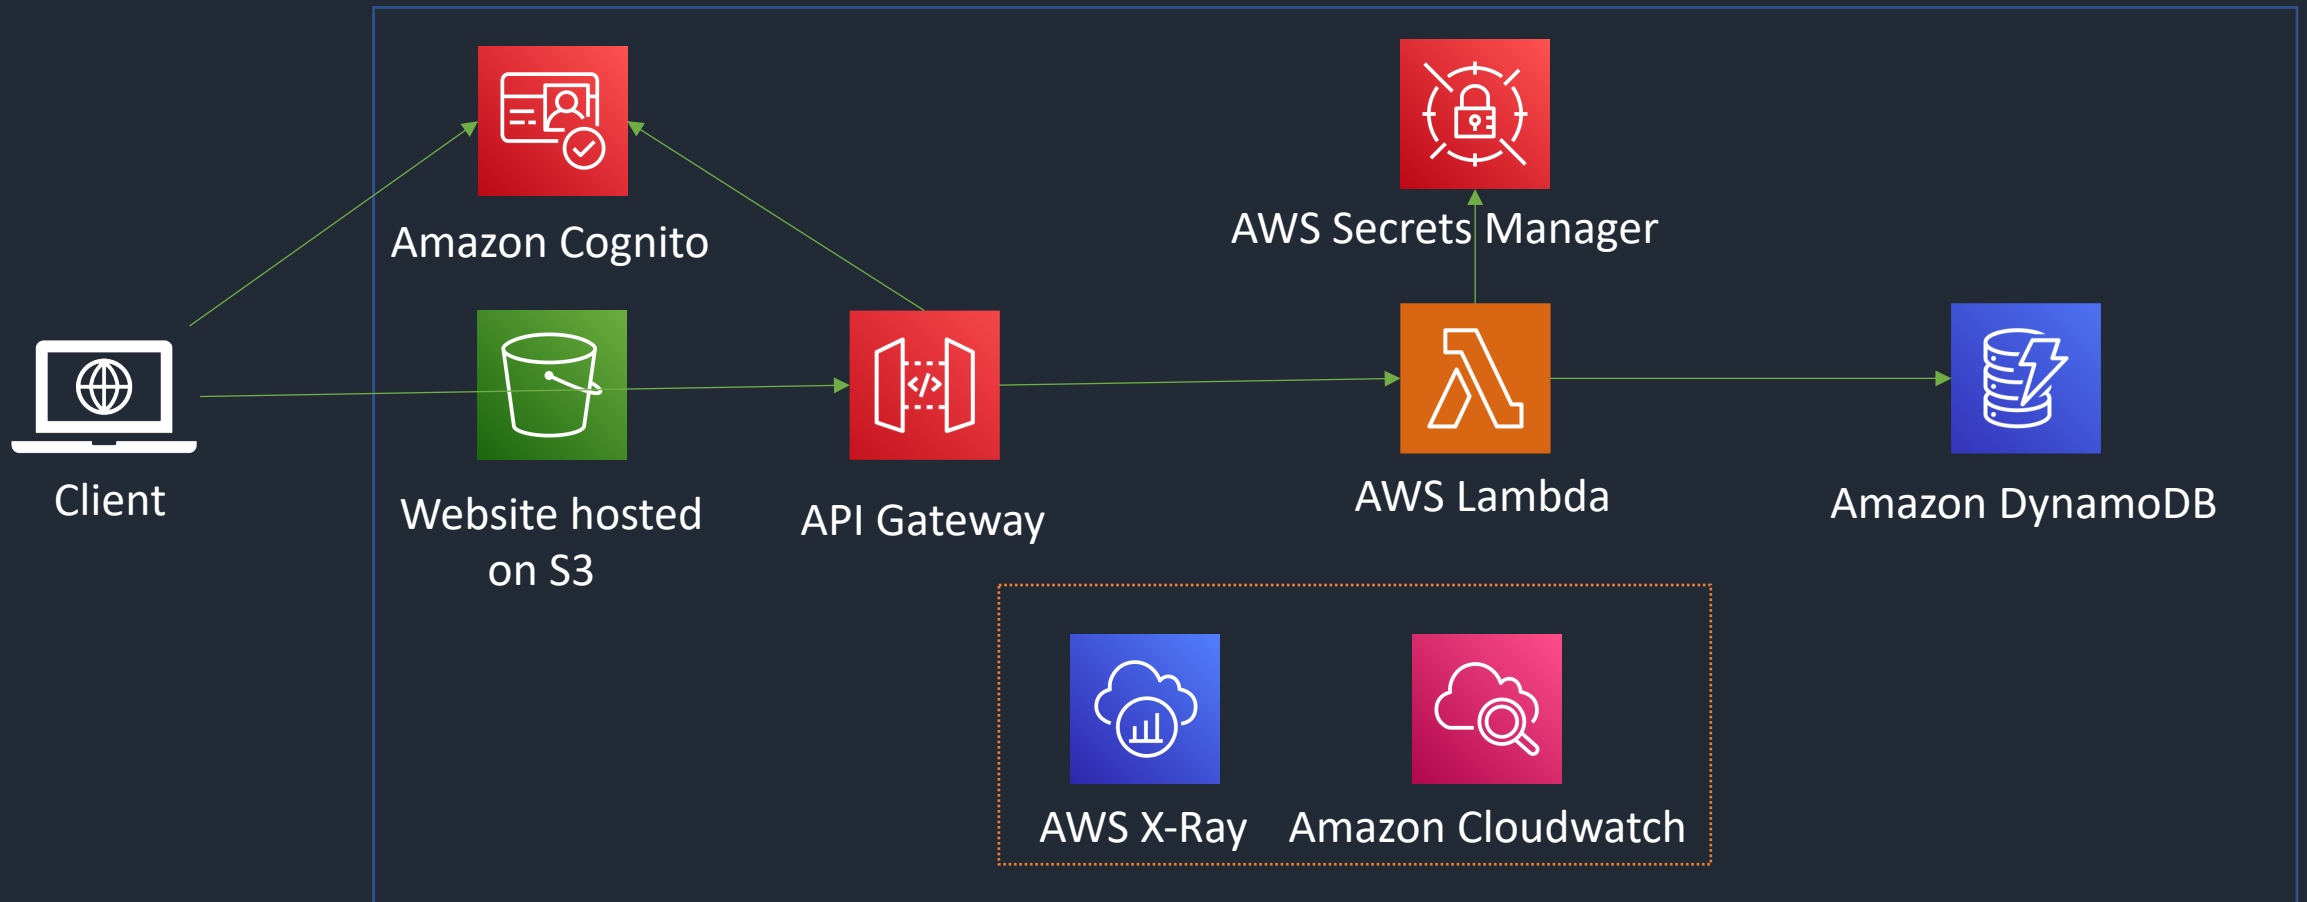 Amazon Cognito
AWS Secrets Manager
Client
Website hosted
on S3
API Gateway
AWS Lambda
Amazon DynamoDB
AWS X-Ray
Amazon Cloudwatch